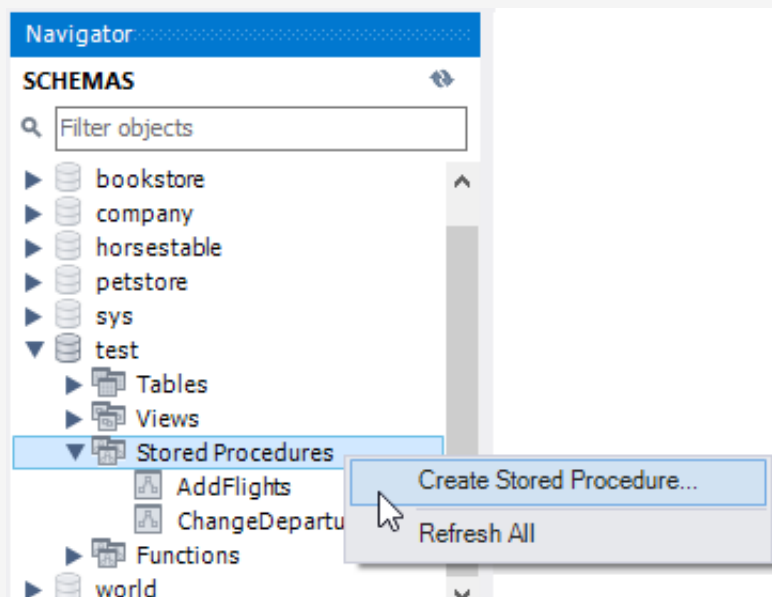 Navigator
SCHEMAS
Filter objects
bookstore
company
horsestable
petstore
sys
test
Tables
Views
Stored Procedures
Create Stored Procedure...
AddFlights
ChangeDepartu
Refresh All
Functions
world